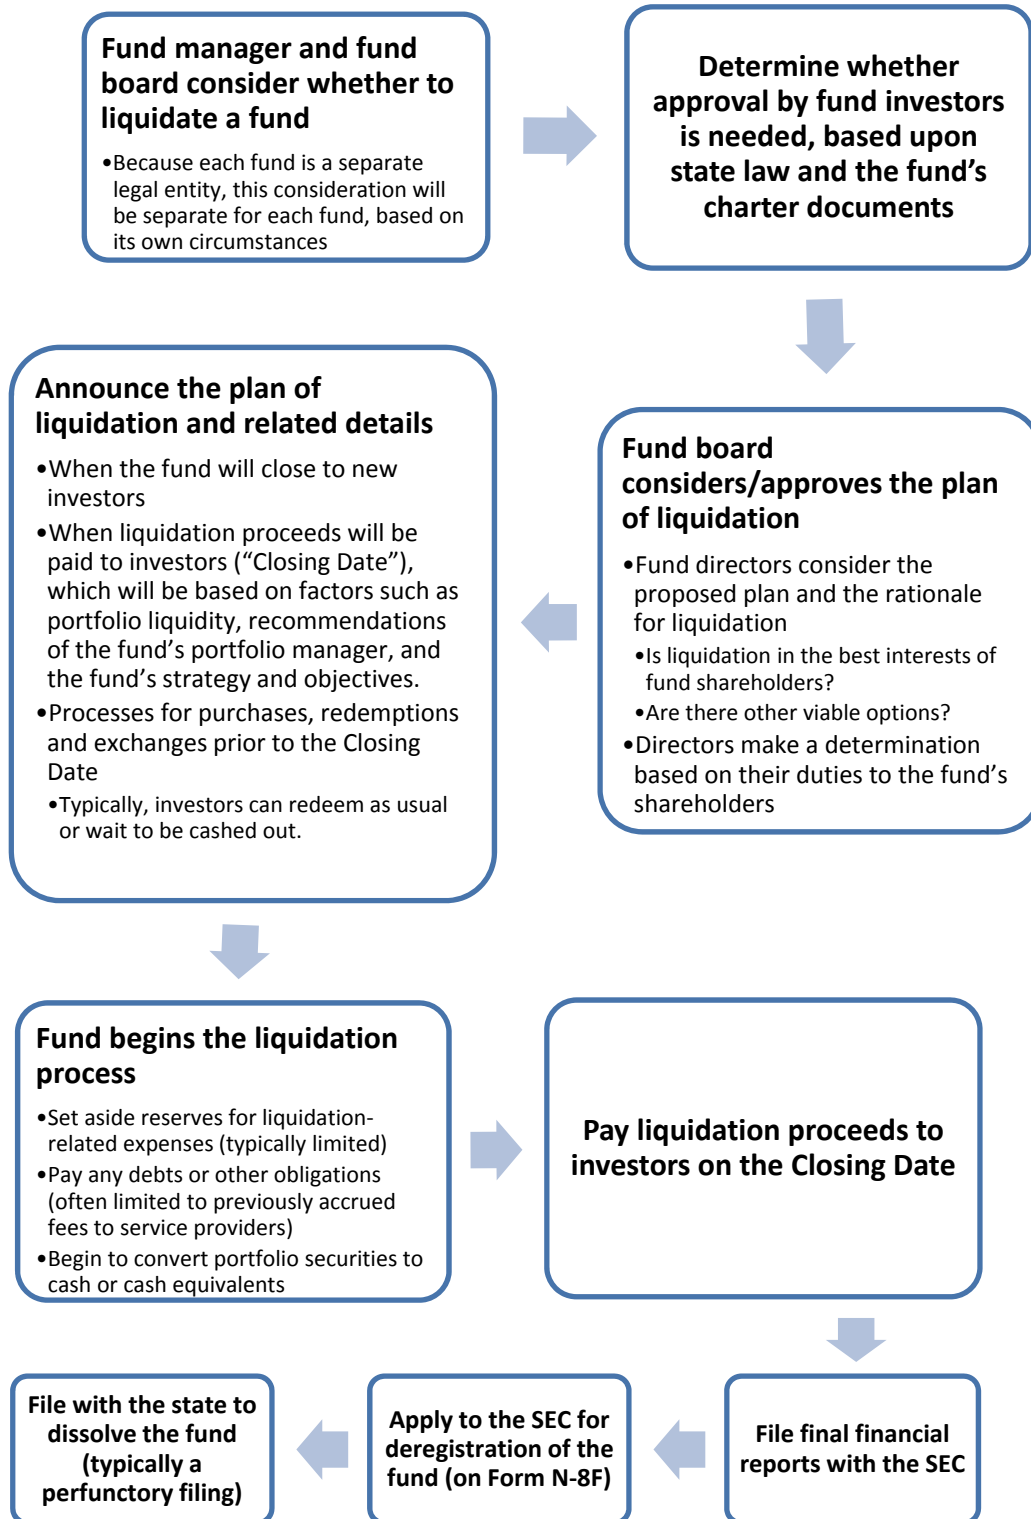 Fund manager and fund
board consider whether to
liquidate a fund
•Because each fund is a separate
legal entity, this consideration will
be separate for each fund, based on
its own circumstances
Determine whether
approval by fund investors
is needed, based upon
state law and the fund’s
charter documents
Fund board
considers/approves the plan
of liquidation
•Fund directors consider the
proposed plan and the rationale
for liquidation
•Is liquidation in the best interests of
fund shareholders?
•Are there other viable options?
•Directors make a determination
based on their duties to the fund’s
shareholders
Announce the plan of
liquidation and related details
•When the fund will close to new
investors
•When liquidation proceeds will be
paid to investors (“Closing Date”),
which will be based on factors such as
portfolio liquidity, recommendations
of the fund’s portfolio manager, and
the fund’s strategy and objectives.
•Processes for purchases, redemptions
and exchanges prior to the Closing
Date
•Typically, investors can redeem as usual
or wait to be cashed out.
Fund begins the liquidation
process
•Set aside reserves for liquidation-
related expenses (typically limited)
•Pay any debts or other obligations
(often limited to previously accrued
fees to service providers)
•Begin to convert portfolio securities to
cash or cash equivalents
Pay liquidation proceeds to
investors on the Closing Date
File final financial
reports with the SEC
Apply to the SEC for
deregistration of the
fund (on Form N-8F)
File with the state to
dissolve the fund
(typically a
perfunctory filing)